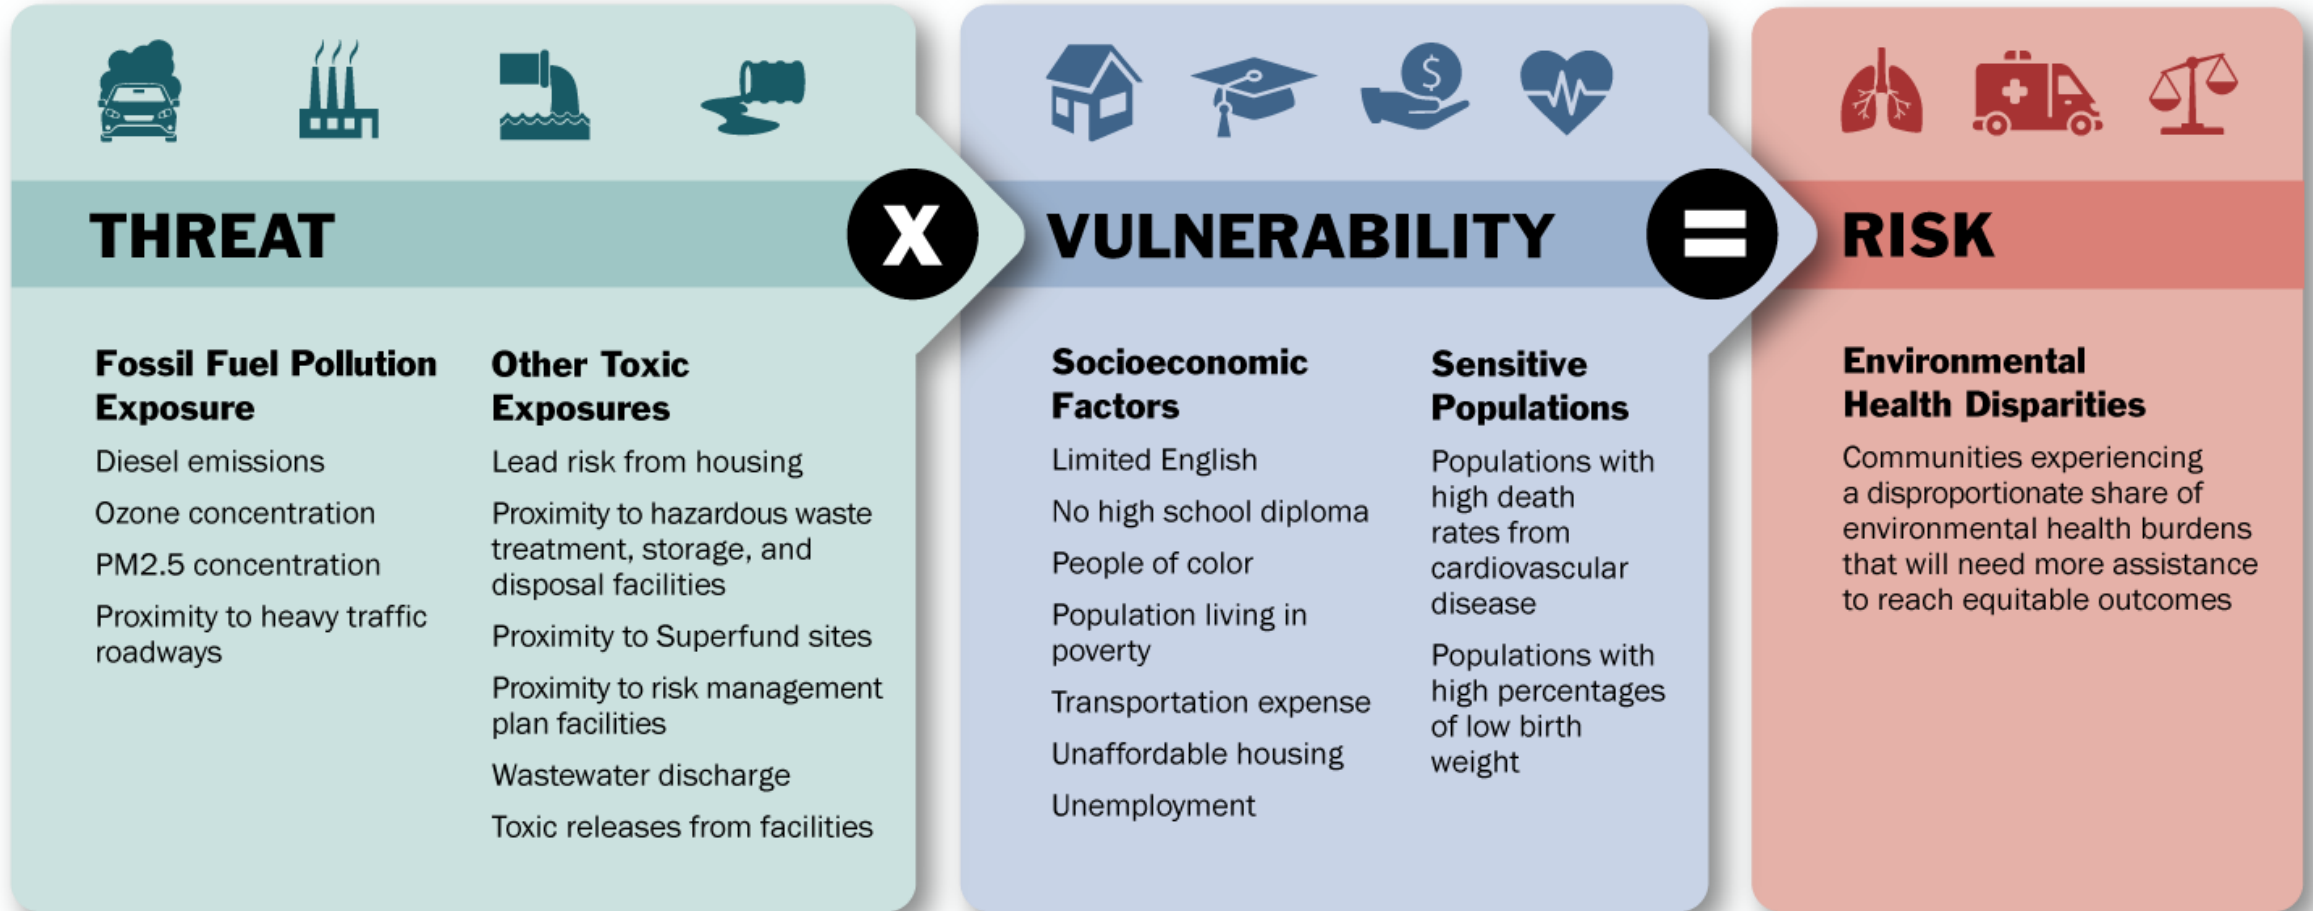 THREAT
X
VULNERABILITY
=
RISK
Fossil Fuel Pollution
Exposure
Diesel emissions
Ozone concentration
PM2.5 concentration
Proximity to heavy traffic
roadways
Other Toxic
Exposures
Lead risk from housing
Proximity to hazardous waste
treatment, storage, and
disposal facilities
Proximity to Superfund sites
Proximity to risk management
plan facilities
Wastewater discharge
Toxic releases from facilities
$
Socioeconomic
Factors
Limited English
No high school diploma
People of color
Population living in
poverty
Transportation expense
Unaffordable housing
Unemployment
Sensitive
Populations
Populations with
high death
rates from
cardiovascular
disease
Populations with
high percentages
of low birth
weight
Environmental
Health Disparities
Communities experiencing
a disproportionate share of
environmental health burdens
that will need more assistance
to reach equitable outcomes